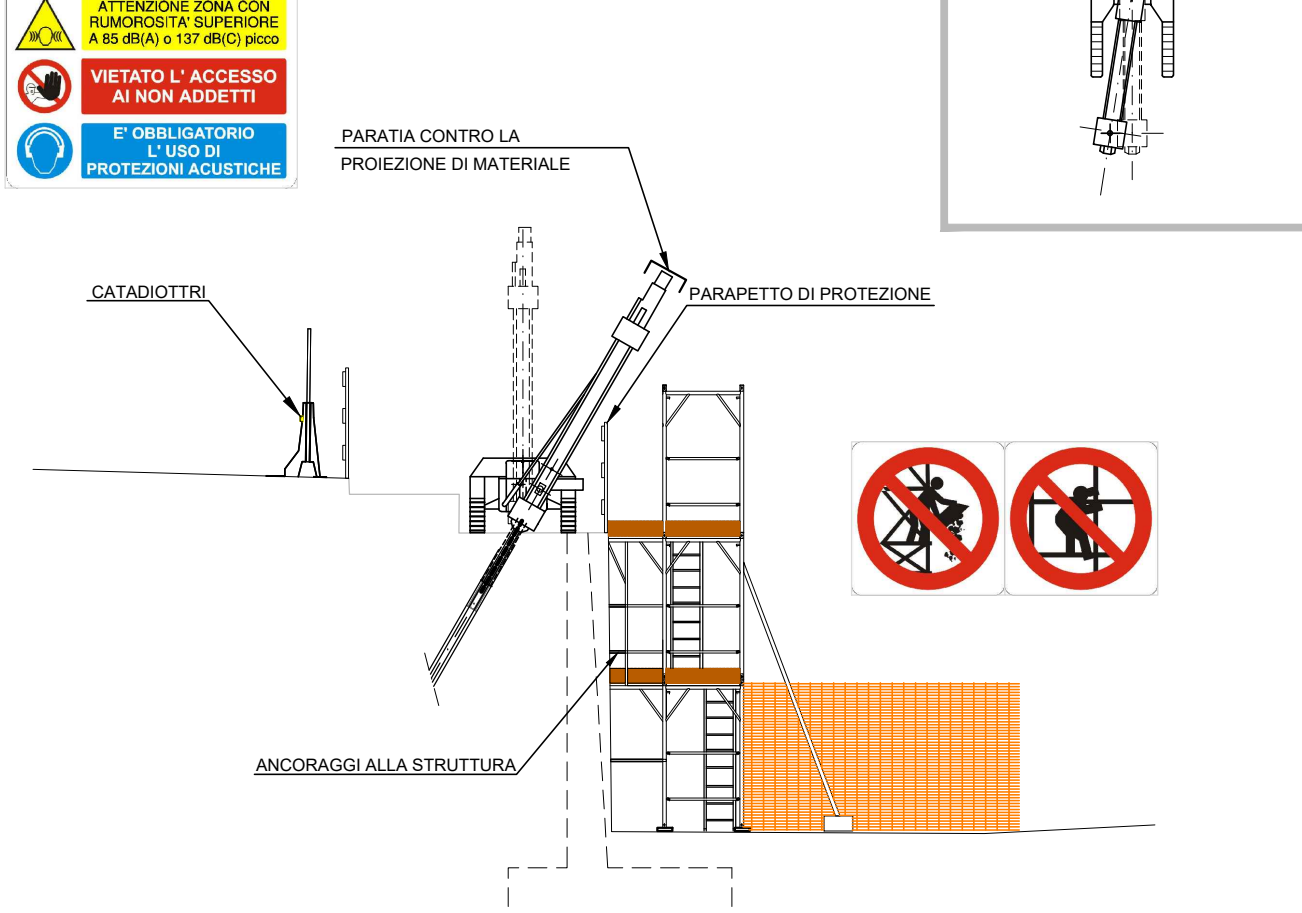 ATTENZIONE ZONA CON
RUMOROSITA' SUPERIORE
A 85 dB(A) o 137 dB(C) picco
VIETATO L' ACCESSO
AI NON ADDETTI
E' OBBLIGATORIO
L' USO DI
PROTEZIONI ACUSTICHE
PARATIA CONTRO LA
PROIEZIONE DI MATERIALE
CATADIOTTRI
PARAPETTO DI PROTEZIONE
ANCORAGGI ALLA STRUTTURA